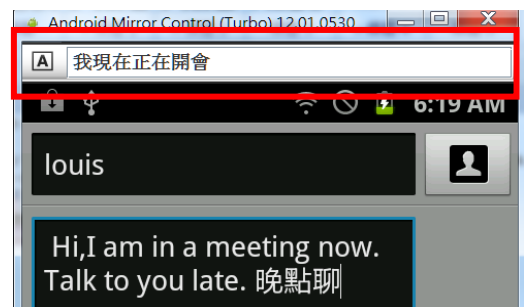 Android Mirror Control (Turbo) 12.01.0530
A 我現在正在開會
6:19 AM
louis
Hi,I am in a meeting now.
Talk to you late. 晚點聊